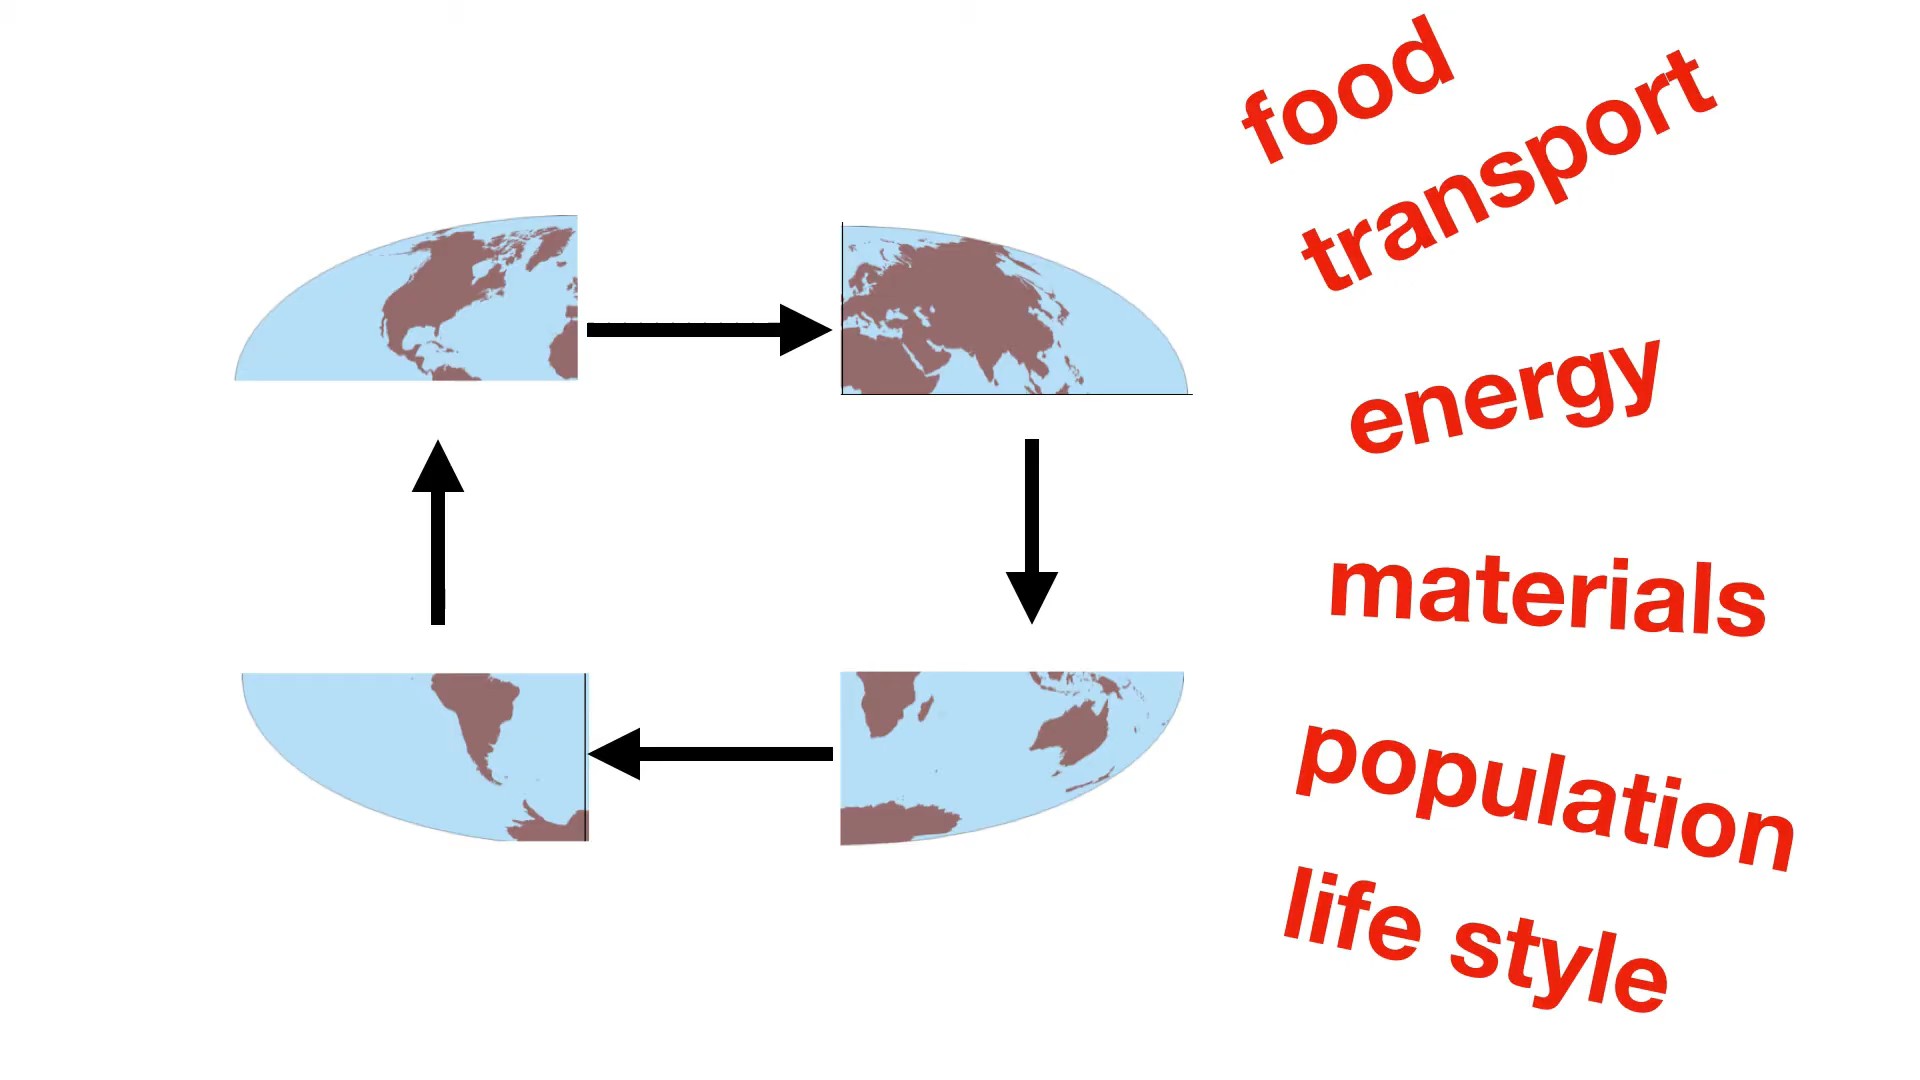 food
transport
energy
materials
population
life style